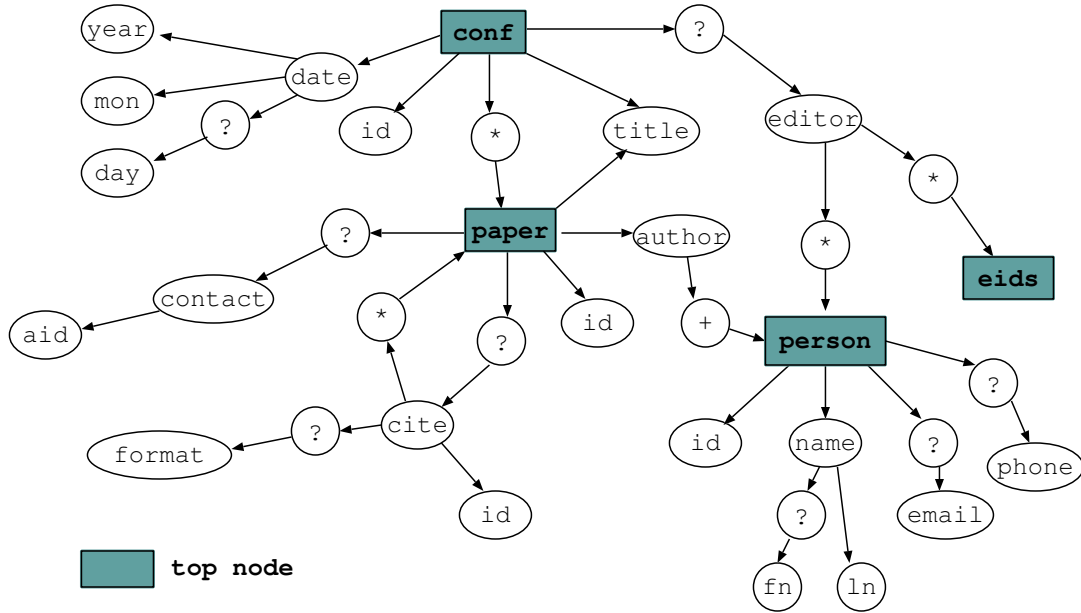 year
conf
?
date
mon
editor
?
id
*
title
day
*
?
paper
author
*
contact
eids
aid
*
?
id
+
person
?
format
?
cite
id
name
?
phone
id
?
email
top node
fn
ln